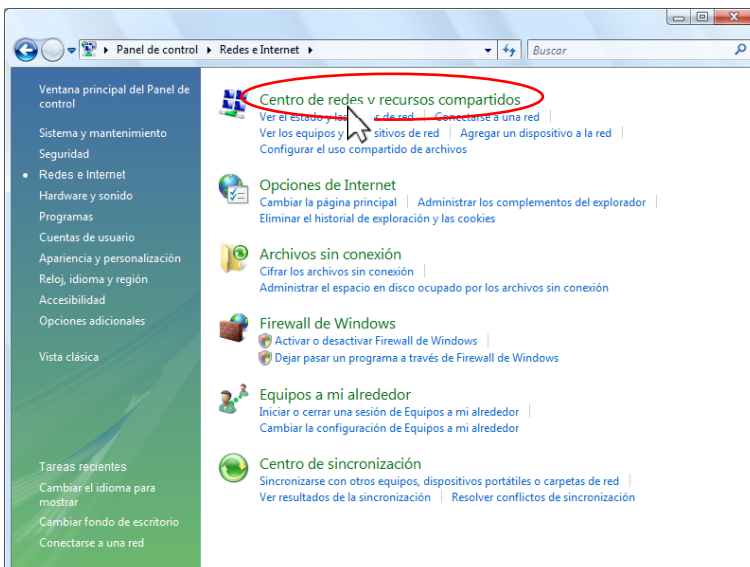 Panel de control ▸ Redes e Internet ▸
Buscar
Ventana principal del Panel de
control
Sistema y mantenimiento
Seguridad
Redes e Internet
Hardware y sonido
Programas
Cuentas de usuario
Apariencia y personalización
Reloj, idioma y región
Accesibilidad
Opciones adicionales
Vista clásica
Tareas recientes
Cambiar el idioma para
mostrar
Cambiar fondo de escritorio
Conectarse a una red
Centro de redes y recursos compartidos
Ver el estado y las de red Conectarse a una red
Ver los equipos y de red Agregar un dispositivo a la red
Configurar el uso compartido de archivos
Opciones de Internet
Cambiar la página principal Administrar los complementos del explorador
Eliminar el historial de exploración y las cookies
Archivos sin conexión
Cifrar los archivos sin conexión
Administrar el espacio en disco ocupado por los archivos sin conexión
Firewall de Windows
Activar o desactivar Firewall de Windows
Dejar pasar un programa a través de Firewall de Windows
Equipos a mi alrededor
Iniciar o cerrar una sesión de Equipos a mi alrededor
Cambiar la configuración de Equipos a mi alrededor
Centro de sincronización
Sincronizarse con otros equipos, dispositivos portátiles o carpetas de red
Ver resultados de la sincronización Resolver conflictos de sincronización